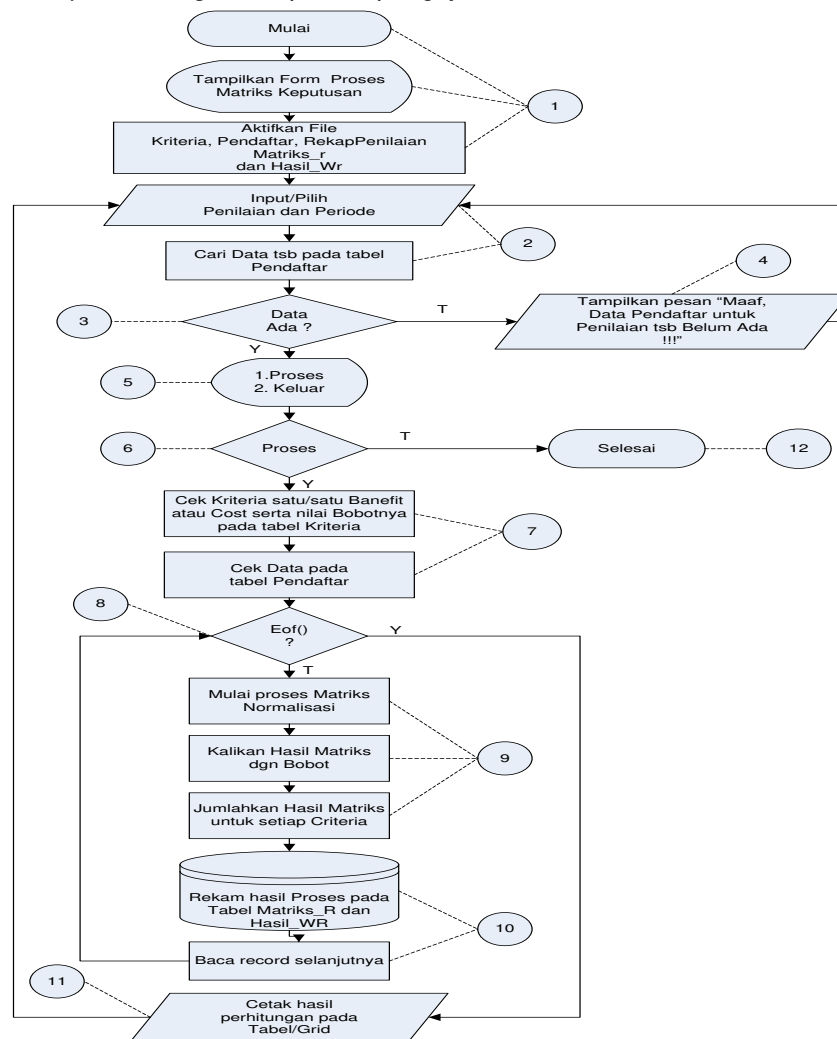 Mulai
Tampilkan Form Proses
Matriks Keputusan
1
Aktifkan File
Kriteria, Pendaftar, RekapPenilaian
Matriks_r
dan Hasil_Wr
Input/Pilih
Penilaian dan Periode
2
Cari Data tsb pada tabel
Pendaftar
4
3
Data
Ada ?
T
Tampilkan pesan “Maaf,
Data Pendaftar untuk
Penilaian tsb Belum Ada
!!!”
Y
5
1.Proses
2. Keluar
6
Proses
T
Selesai
12
Y
Cek Kriteria satu/satu Banefit
atau Cost serta nilai Bobotnya
pada tabel Kriteria
7
Cek Data pada
tabel Pendaftar
8
Eof()
?
Y
T
Mulai proses Matriks
Normalisasi
Kalikan Hasil Matriks
dgn Bobot
9
Jumlahkan Hasil Matriks
untuk setiap Criteria
Rekam hasil Proses pada
Tabel Matriks_R dan
Hasil_WR
10
Baca record selanjutnya
11
Cetak hasil
perhitungan pada
Tabel/Grid